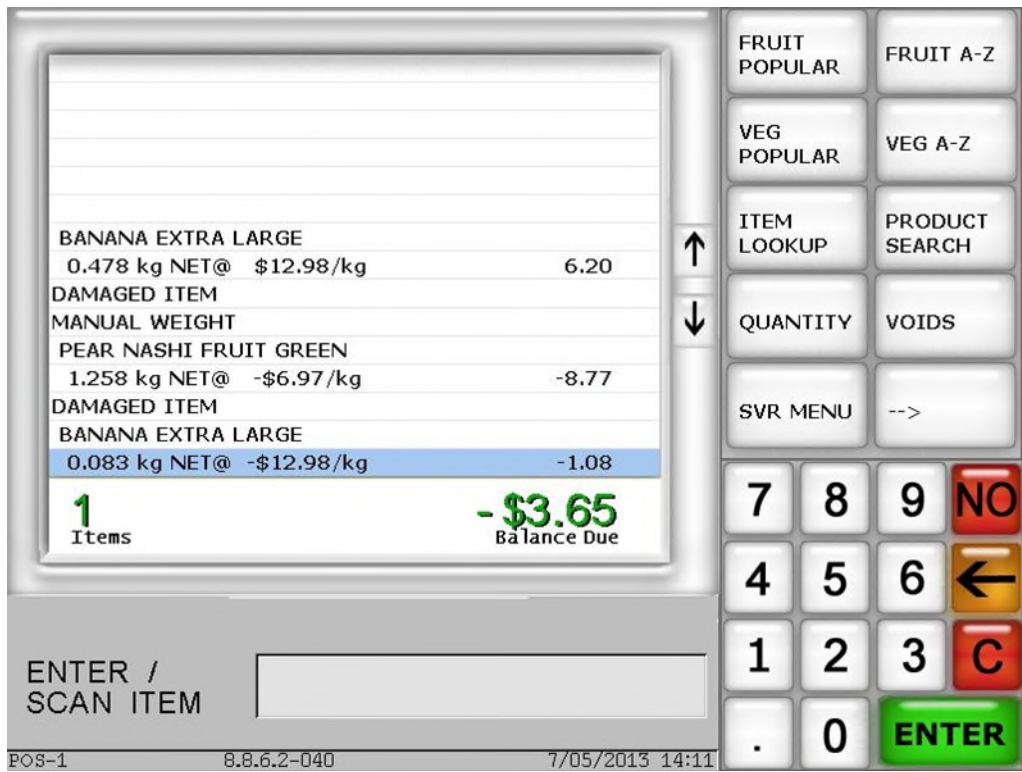 BANANA EXTRA LARGE
0.478 kg NET@ $12.98/kg 6.20
DAMAGED ITEM
MANUAL WEIGHT
PEAR NASHI FRUIT GREEN
1.258 kg NET@ -$6.97/kg -8.77
DAMAGED ITEM
BANANA EXTRA LARGE
0.083 kg NET@ -$12.98/kg -1.08
1 -$3.65
Items Balance Due
ENTER /
SCAN ITEM
POS-1 8.8.6.2-040 7/05/2013 14:11
FRUIT
POPULAR
FRUIT A-Z
VEG
POPULAR
VEG A-Z
ITEM
LOOKUP
PRODUCT
SEARCH
QUANTITY
VOIDS
SVR MENU
-->
7 8 9 NO
4 5 6 ←
1 2 3 C
. 0 ENTER